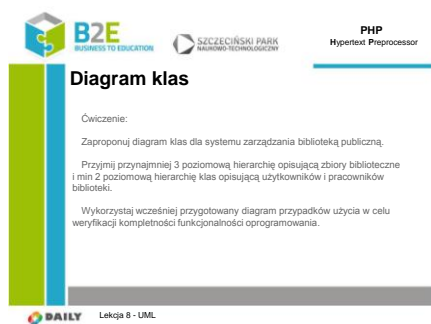 B2E
BUSINESS TO EDUCATION
SZCZECIŃSKI PARK
NAUKOWO-TECHNOLOGICZNY
PHP
Hypertext Preprocessor
Diagram klas
Ćwiczenie:
Zaproponuj diagram klas dla systemu zarządzania biblioteką publiczną.
Przyjmij przynajmniej 3 poziomową hierarchię opisującą zbiory biblioteczne
i min 2 poziomową hierarchię klas opisującą użytkowników i pracowników
biblioteki.
Wykorzystaj wcześniej przygotowany diagram przypadków użycia w celu
weryfikacji kompletności funkcjonalności oprogramowania.
DAILY
Lekcja 8 - UML